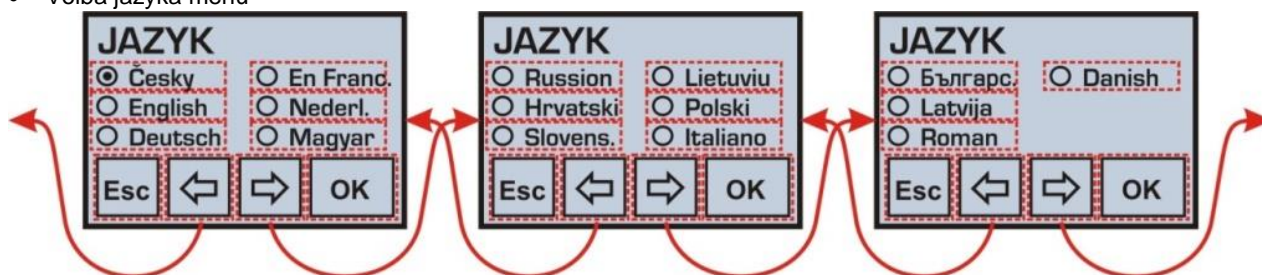 Volba jazyka menu
JAZYK
Česky
En Franc.
English
Nederl.
Deutsch
Magyar
Esc
OK
JAZYK
Russion
Lietuviu
Hrvatski
Polski
Slovens.
Italiano
Esc
OK
JAZYK
Българс.
Danish
Latvija
Roman
Esc
OK